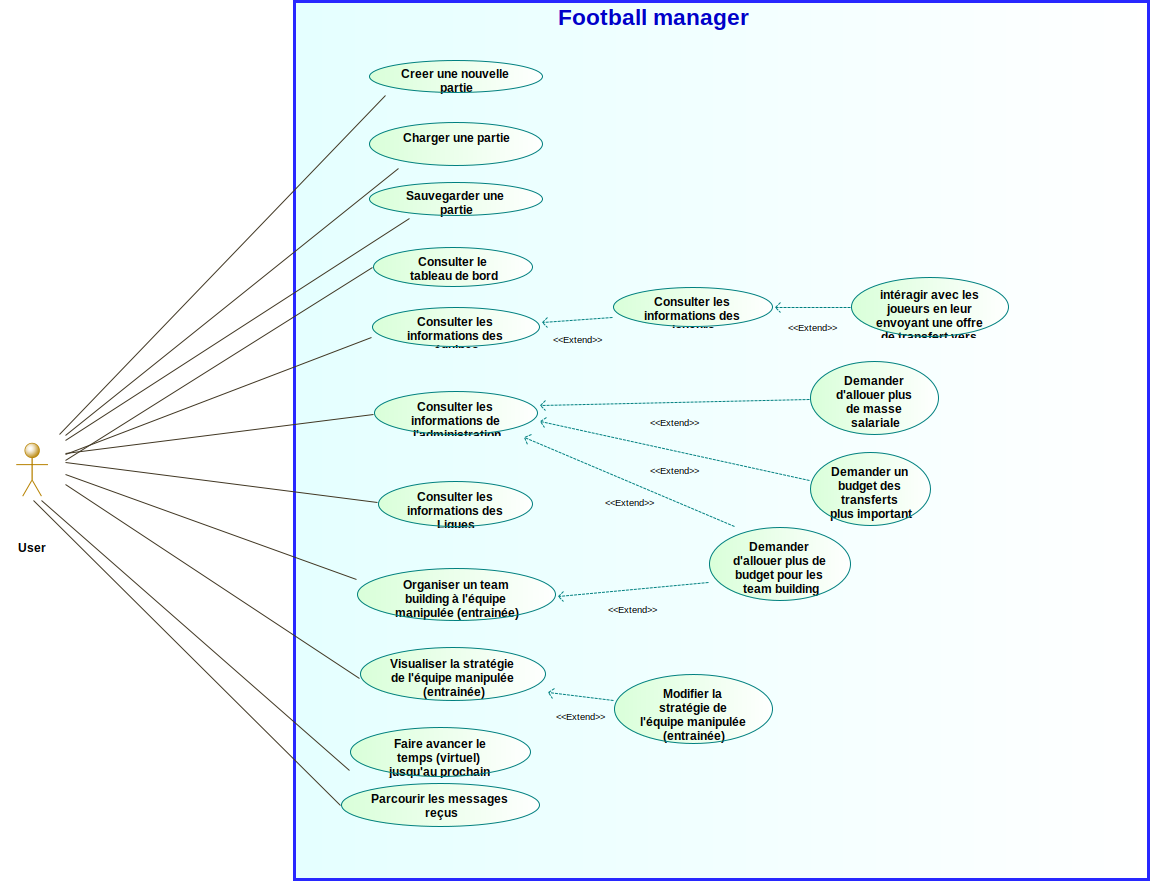 Football manager
Creer une nouvelle
partie
Charger une partie
Sauvegarder une
partie
Consulter le
tableau de bord
Consulter les
informations des
<<Extend>>
Consulter les
informations des
<<Extend>>
intéragir avec les
joueurs en leur
envoyant une offre
de transfert vers
Consulter les
informations de
l'administration
<<Extend>>
Demander
d'allouer plus
de masse
salariale
<<Extend>>
Demander un
budget des
transferts
plus important
<<Extend>>
Consulter les
informations des
Ligues
User
Demander
d'allouer plus de
budget pour les
team building
Organiser un team
building à l'équipe
manipulée (entrainée)
<<Extend>>
Visualiser la stratégie
de l'équipe manipulée
(entrainée)
<<Extend>>
Modifier la
stratégie de
l'équipe manipulée
(entrainée)
Faire avancer le
temps (virtuel)
jusqu'au prochain
Parcourir les messages
reçus